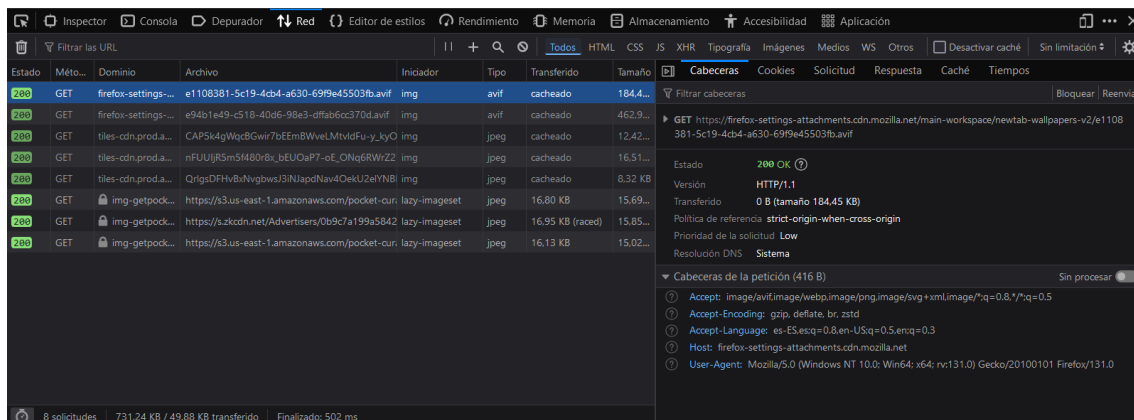 Inspector Consola Depurador Red Editor de estilos Rendimiento Memoria Almacenamiento Accesibilidad Aplicación
Filtrar las URL Todos HTML CSS JS XHR Tipografía Imágenes Medios WS Otros Desactivar caché Sin limitación
Estado Méto... Dominio Archivo Iniciador Tipo Transferido Tamaño
200 GET firefox-settings-... e1108381-5c19-4cb4-a630-69f9e45503fb.avif img avif cacheado 184,4...
200 GET firefox-settings-... e94b1e49-c518-40d6-98e3-dffab6cc370d.avif img avif cacheado 462,9...
200 GET tiles-cdn.prod.a... CAPSk4gWqcBGwir7bEEmBWveLMtvldFu-y_kyO img jpeg cacheado 12,42...
200 GET tiles-cdn.prod.a... nFUUIjR5m5f480r8x_bEUOaP7-oE_ONq6RWrZ2 img jpeg cacheado 16,51...
200 GET tiles-cdn.prod.a... QrlgsDFHvBxNvgbwsJ3iNJapdNav4OekU2elYNB img jpeg cacheado 8,32 KB
200 GET img-getpock... https://s3.us-east-1.amazonaws.com/pocket-cur lazy-imageset jpeg 16,80 KB 15,69...
200 GET img-getpock... https://s.zkcdn.net/Advertisers/0b9c7a199a5842 lazy-imageset jpeg 16,95 KB (raced) 15,85...
200 GET img-getpock... https://s3.us-east-1.amazonaws.com/pocket-cur lazy-imageset jpeg 16,13 KB 15,02...
8 solicitudes 731,24 KB / 49,88 KB transferido Finalizado: 502 ms
Cabeceras Cookies Solicitud Respuesta Caché Tiempos
Filtrar cabeceras Bloquear Reenvia
GET https://firefox-settings-attachments.cdn.mozilla.net/main-workspace/newtab-wallpapers-v2/e1108
381-5c19-4cb4-a630-69f9e45503fb.avif
Estado 200 OK
Versión HTTP/1.1
Transferido 0 B (tamaño 184,45 KB)
Política de referencia strict-origin-when-cross-origin
Prioridad de la solicitud Low
Resolución DNS Sistema
Cabeceras de la petición (416 B) Sin procesar
Accept: image/avif,image/webp,image/png,image/svg+xml,image/*;q=0.8,*/*;q=0.5
Accept-Encoding: gzip, deflate, br, zstd
Accept-Language: es-ES,es;q=0.8,en-US;q=0.5,en;q=0.3
Host: firefox-settings-attachments.cdn.mozilla.net
User-Agent: Mozilla/5.0 (Windows NT 10.0; Win64; x64; rv:131.0) Gecko/20100101 Firefox/131.0